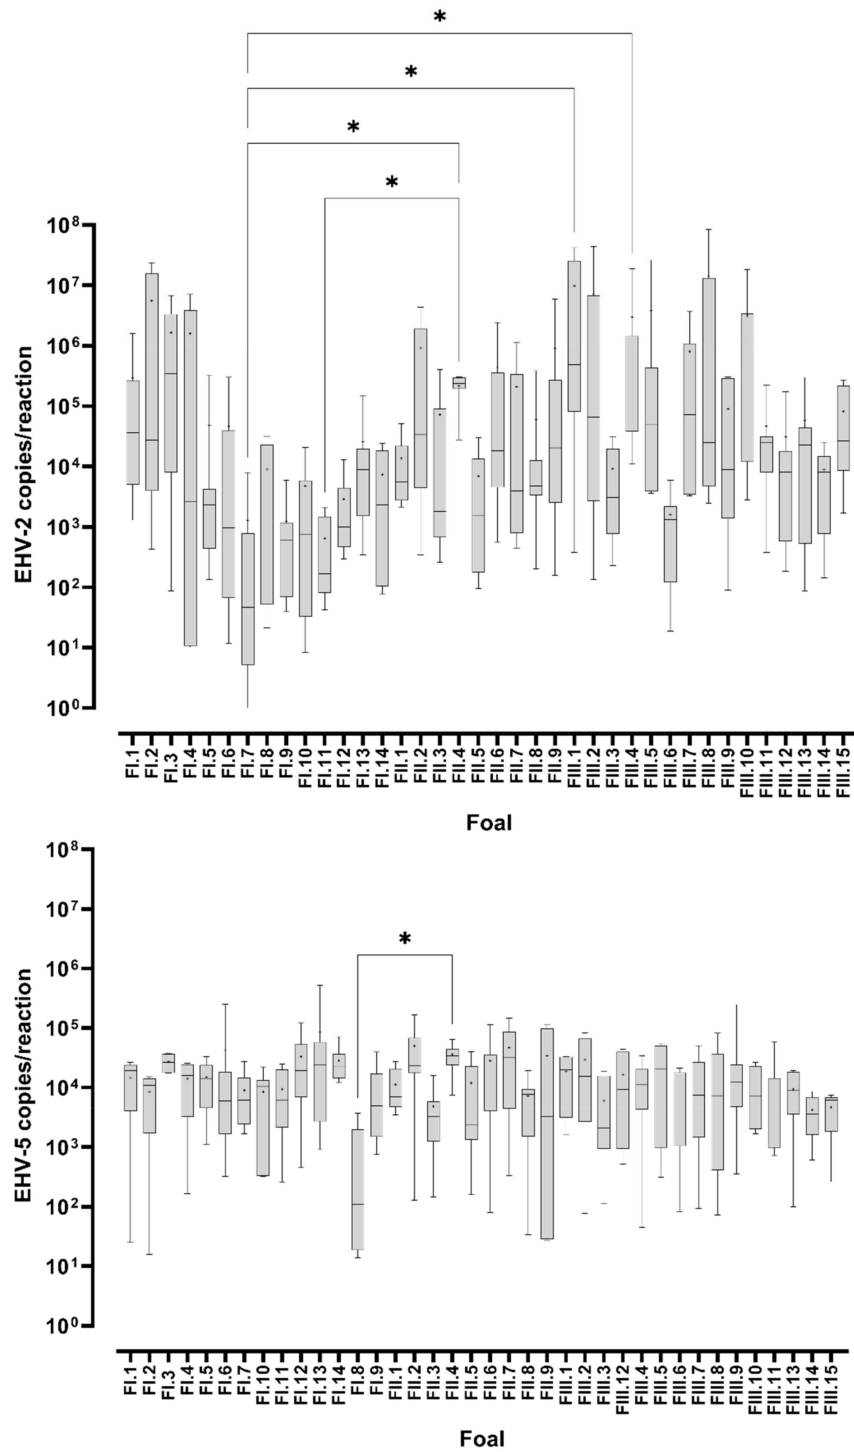 *
*
*
*
EHV-2 copies/reaction
10⁸
10⁷
10⁶
10⁵
10⁴
10³
10²
10¹
10⁰
FI.1
FI.2
FI.3
FI.4
FI.5
FI.6
FI.7
FI.8
FI.9
FI.10
FI.11
FI.12
FI.13
FI.14
FII.1
FII.2
FII.3
FII.4
FII.5
FII.6
FII.7
FII.8
FII.9
FIII.1
FIII.2
FIII.3
FIII.4
FIII.5
FIII.6
FIII.7
FIII.8
FIII.9
FIII.10
FIII.11
FIII.12
FIII.13
FIII.14
FIII.15
Foal
EHV-5 copies/reaction
10⁸
10⁷
10⁶
10⁵
10⁴
10³
10²
10¹
10⁰
*
FI.1
FI.2
FI.3
FI.4
FI.5
FI.6
FI.7
FI.10
FI.11
FI.12
FI.13
FI.14
FI.8
FI.9
FII.1
FII.2
FII.3
FII.4
FII.5
FII.6
FII.7
FII.8
FII.9
FIII.1
FIII.2
FIII.3
FIII.12
FIII.4
FIII.5
FIII.6
FIII.7
FIII.8
FIII.9
FIII.10
FIII.11
FIII.13
FIII.14
FIII.15
Foal